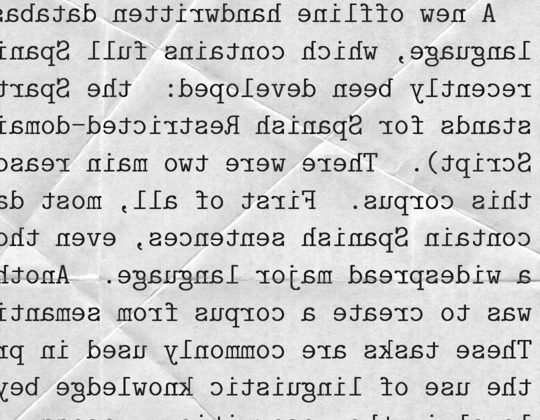 A new offline handwritten databas
language, which contains full Spani
recently been developed: the Spart
stands for Spanish Restricted-domai
Script). There were two main reaso
this corpus. First of all, most da
contain Spanish sentences, even tho
a widespread major language. Anoth
was to create a corpus from semanti
These tasks are commonly used in pr
the use of linguistic knowledge bey